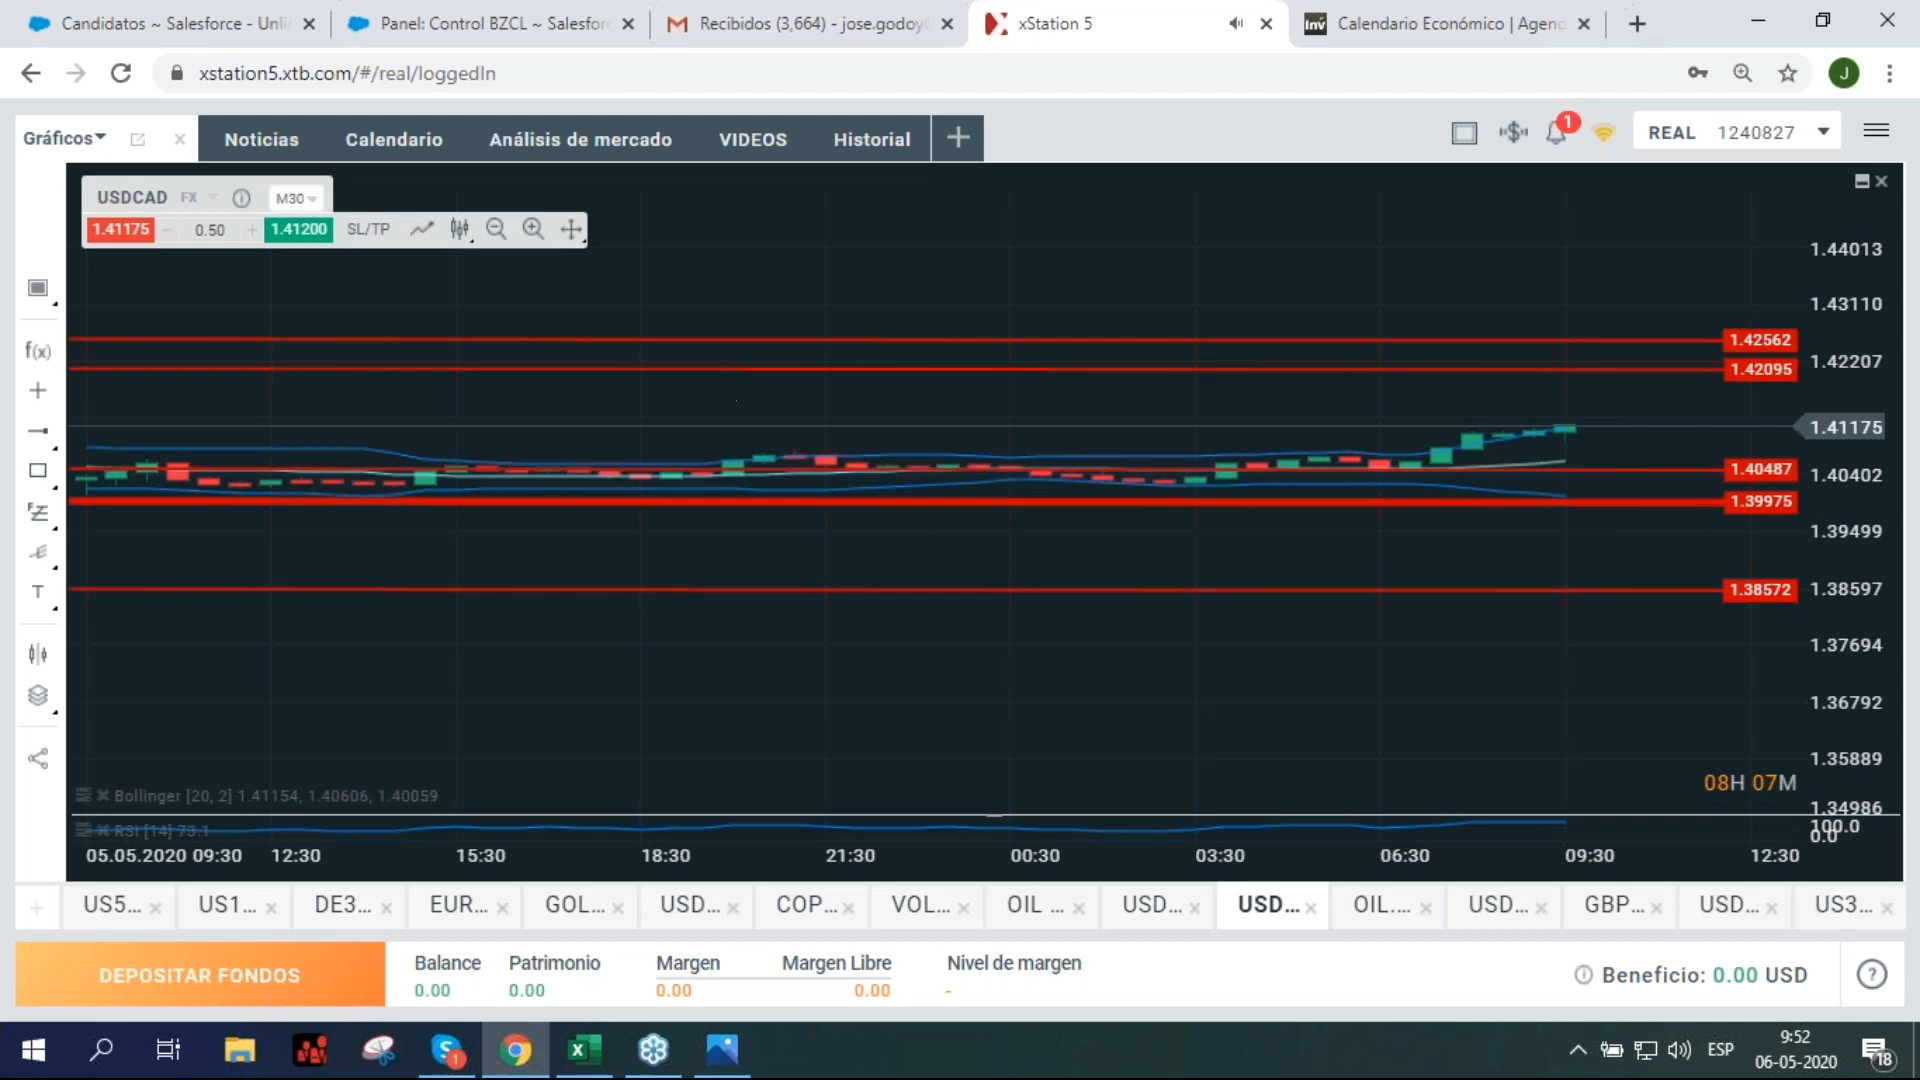 Candidatos ~ Salesforce - Unli
Panel: Control BZCL ~ Salesforc
Recibidos (3,664) - jose.godoy
xStation 5
Inv Calendario Económico | Agen
xstation5.xtb.com/#/real/loggedIn
J
Gráficos
Noticias
Calendario
Análisis de mercado
VIDEOS
Historial
1
REAL 1240827
USDCAD FX M30
1.41175 0.50 1.41200 SL/TP
1.44013
1.43110
1.42562
1.42207
1.42095
1.41175
1.40487
1.40402
1.39975
1.39499
1.38572
1.38597
1.37694
1.36792
1.35889
1.34986
f(x)
T
08H 07M
Bollinger [20, 2] 1.41154, 1.40606, 1.40059
RSI [14] 73.1
100.0
0.0
05.05.2020 09:30 12:30 15:30 18:30 21:30 00:30 03:30 06:30 09:30 12:30
US5... US1... DE3... EUR... GOL... USD... COP... VOL... OIL ... USD... USD... OIL.... USD... GBP... USD... US3...
DEPOSITAR FONDOS
Balance Patrimonio Margen Margen Libre Nivel de margen
0.00 0.00 0.00 0.00 -
Beneficio: 0.00 USD
?
1
ESP
9:52
06-05-2020
18